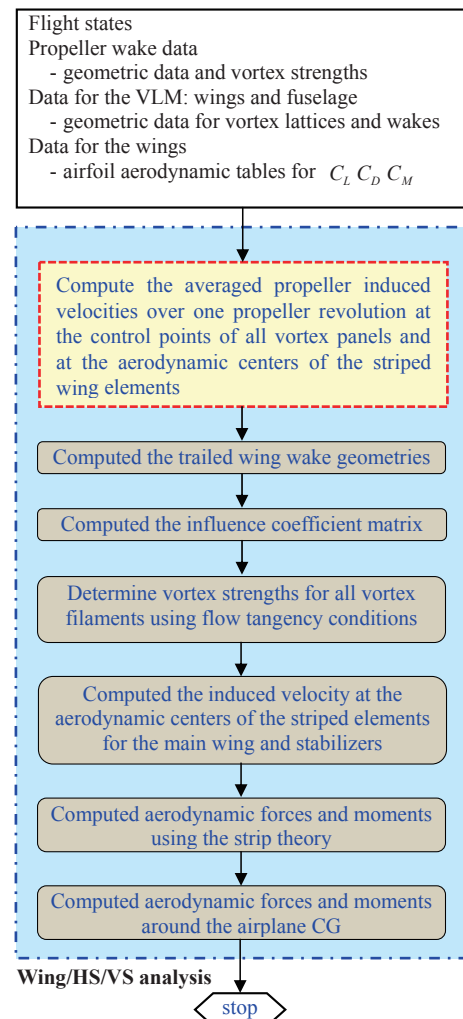 Flight states
Propeller wake data
- geometric data and vortex strengths
Data for the VLM: wings and fuselage
- geometric data for vortex lattices and wakes
Data for the wings
- airfoil aerodynamic tables for C_L C_D C_M
Compute the averaged propeller induced
velocities over one propeller revolution at
the control points of all vortex panels and
at the aerodynamic centers of the striped
wing elements
Computed the trailed wing wake geometries
Computed the influence coefficient matrix
Determine vortex strengths for all vortex
filaments using flow tangency conditions
Computed the induced velocity at the
aerodynamic centers of the striped elements
for the main wing and stabilizers
Computed aerodynamic forces and moments
using the strip theory
Computed aerodynamic forces and moments
around the airplane CG
Wing/HS/VS analysis
stop